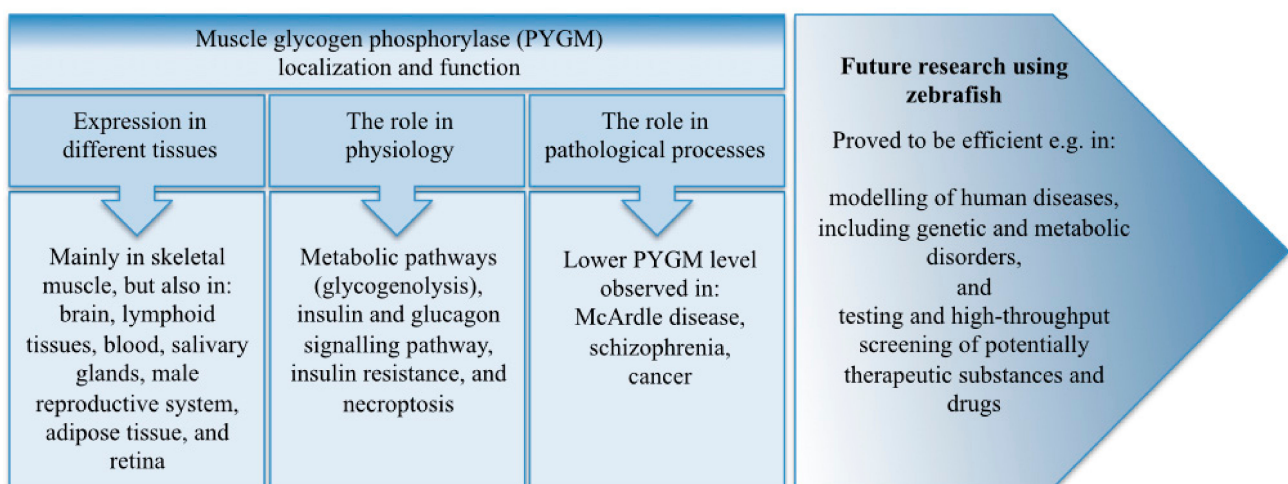 Muscle glycogen phosphorylase (PYGM)
localization and function
Expression in
different tissues
Mainly in skeletal
muscle, but also in:
brain, lymphoid
tissues, blood, salivary
glands, male
reproductive system,
adipose tissue, and
retina
The role in
physiology
Metabolic pathways
(glycogenolysis),
insulin and glucagon
signalling pathway,
insulin resistance, and
necroptosis
The role in
pathological processes
Lower PYGM level
observed in:
McArdle disease,
schizophrenia,
cancer
Future research using
zebrafish
Proved to be efficient e.g. in:
modelling of human diseases,
including genetic and metabolic
disorders,
and
testing and high-throughput
screening of potentially
therapeutic substances and
drugs